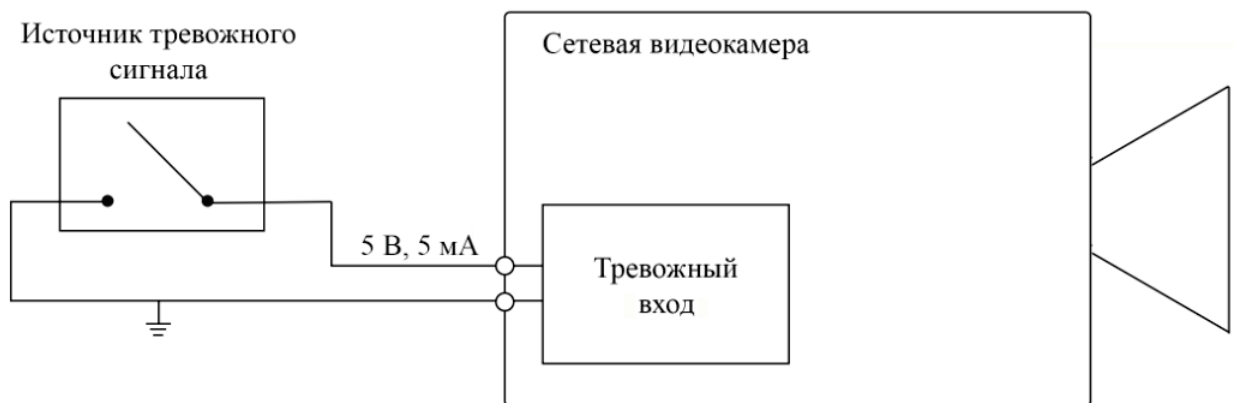 Источник тревожного
сигнала
Сетевая видеокамера
5 В, 5 мА
Тревожный
вход